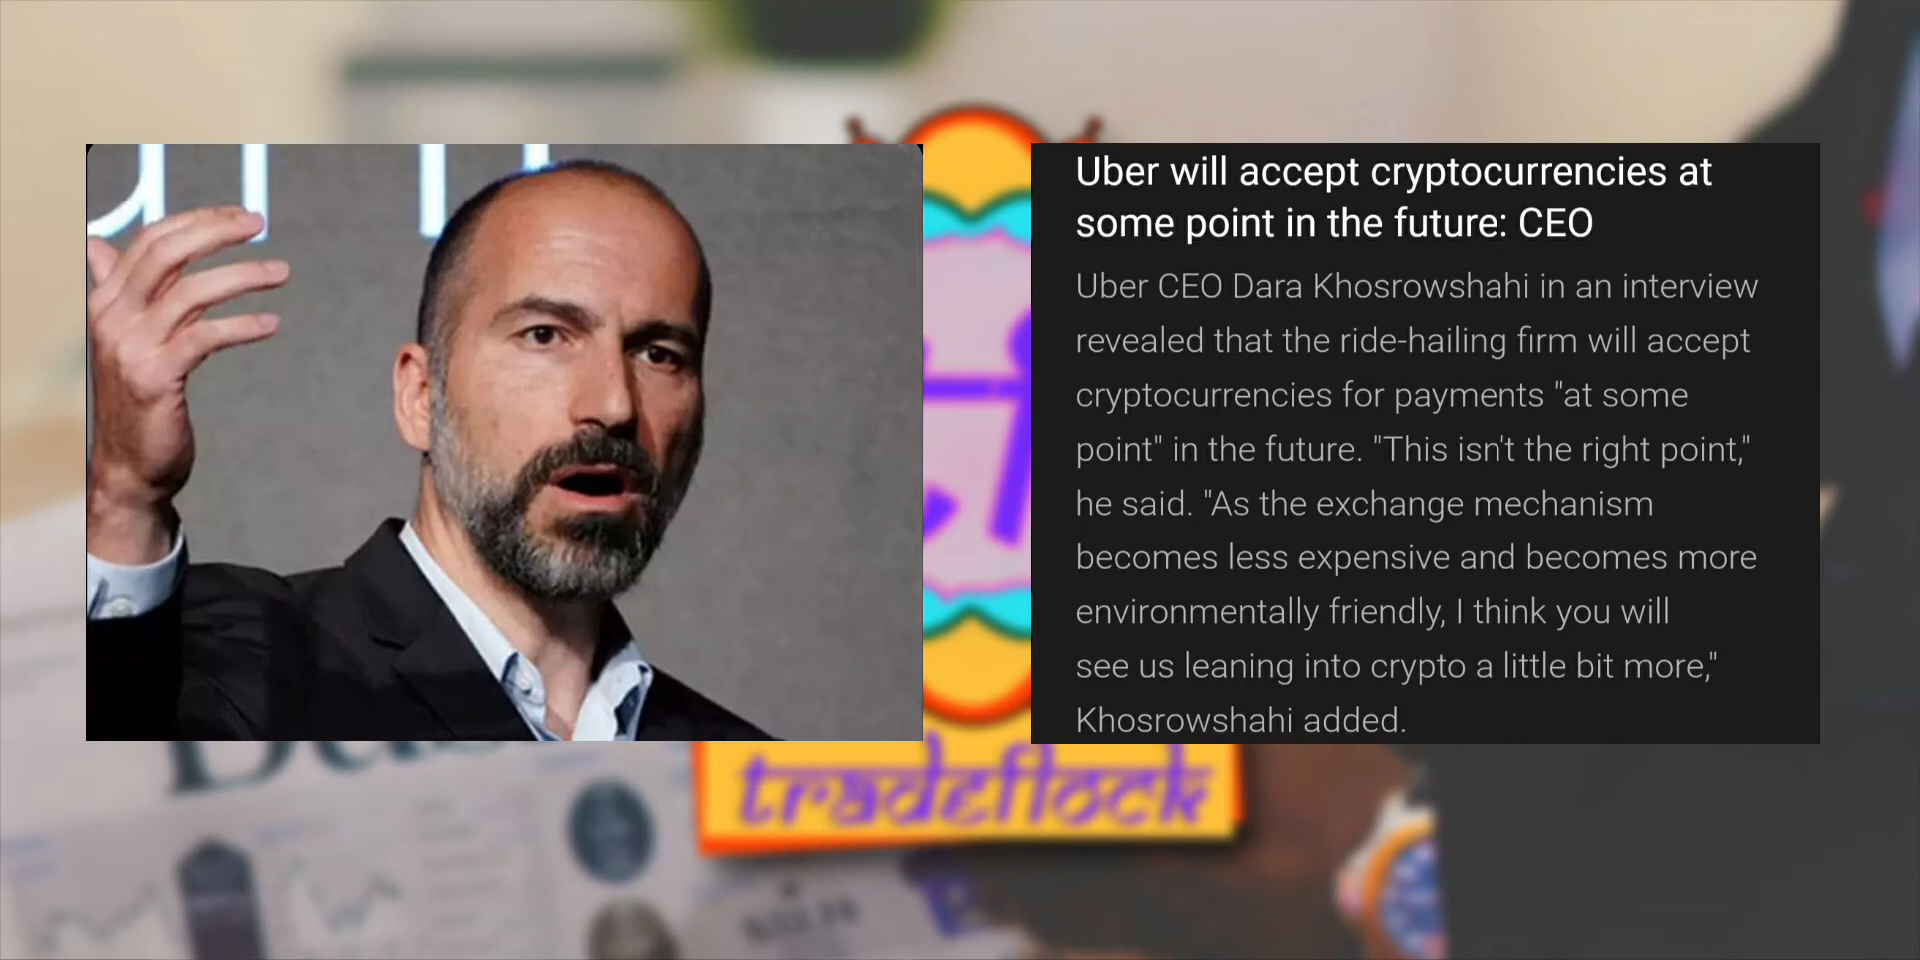 Uber will accept cryptocurrencies at
some point in the future: CEO
Uber CEO Dara Khosrowshahi in an interview
revealed that the ride-hailing firm will accept
cryptocurrencies for payments "at some
point" in the future. "This isn't the right point,"
he said. "As the exchange mechanism
becomes less expensive and becomes more
environmentally friendly, I think you will
see us leaning into crypto a little bit more,"
Khosrowshahi added.
tradeflock